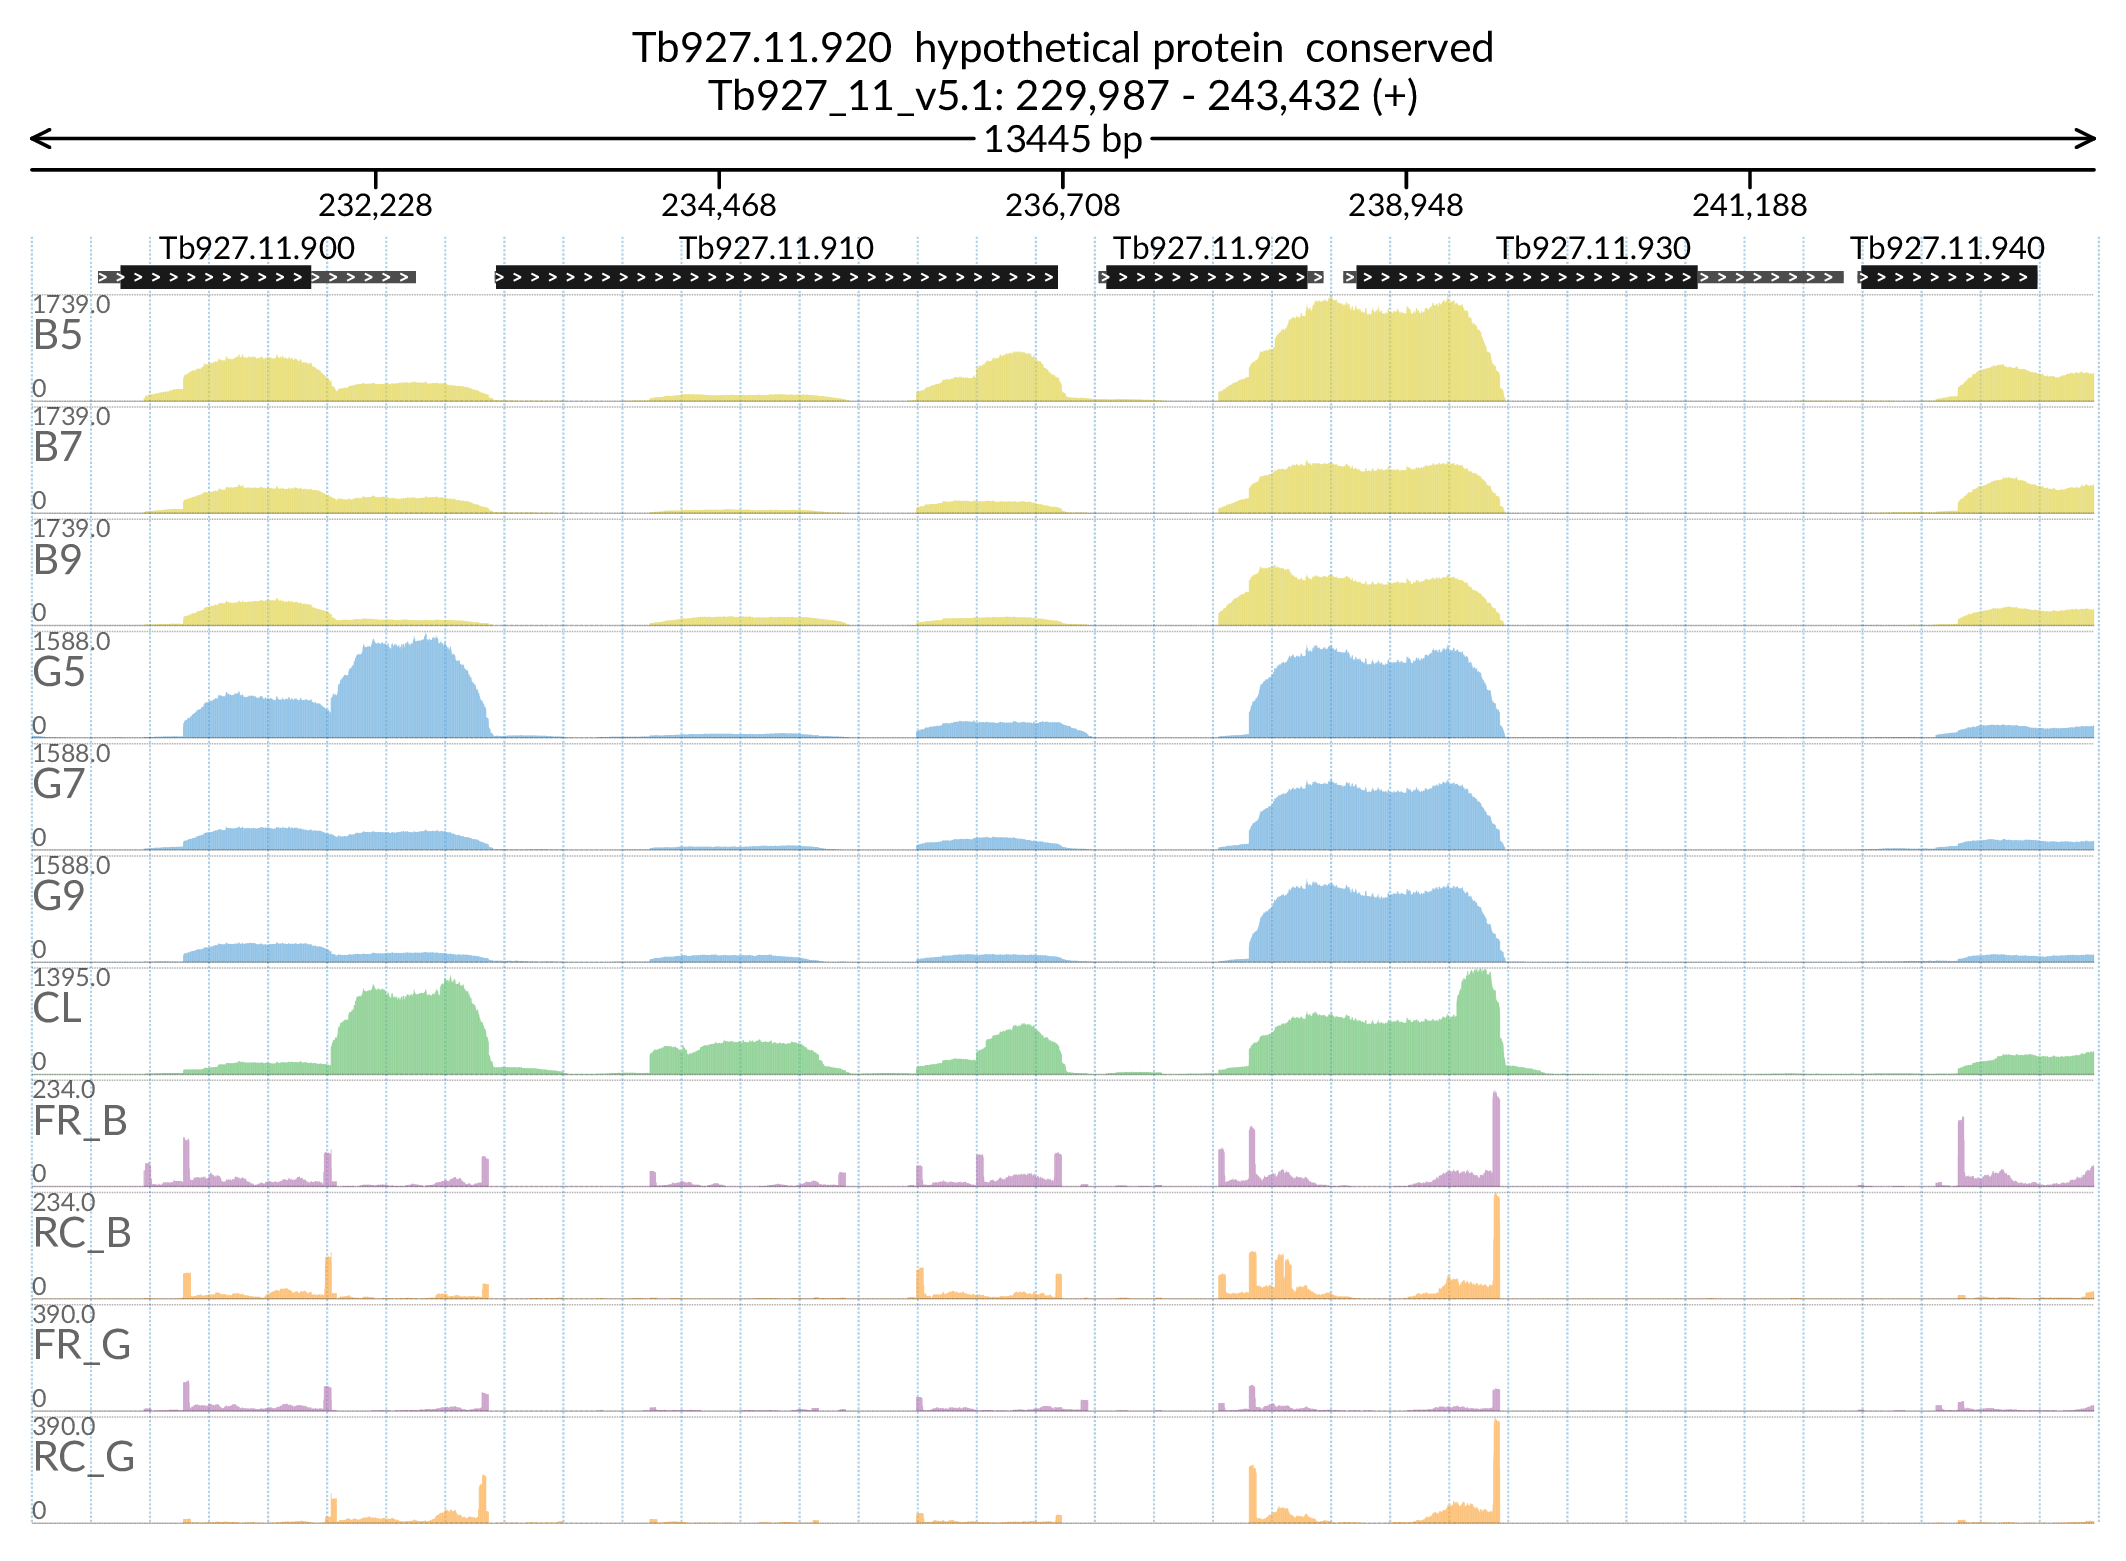 Tb927.11.920  hypothetical protein  conserved
Tb927_11_v5.1: 229,987 - 243,432 (+)
13445 bp
232,228 234,468 236,708 238,948 241,188
Tb927.11.900 Tb927.11.910 Tb927.11.920 Tb927.11.930 Tb927.11.940
1739.0
B5
0
1739.0
B7
0
1739.0
B9
0
1588.0
G5
0
1588.0
G7
0
1588.0
G9
0
1395.0
CL
0
234.0
FR_B
0
234.0
RC_B
0
390.0
FR_G
0
390.0
RC_G
0